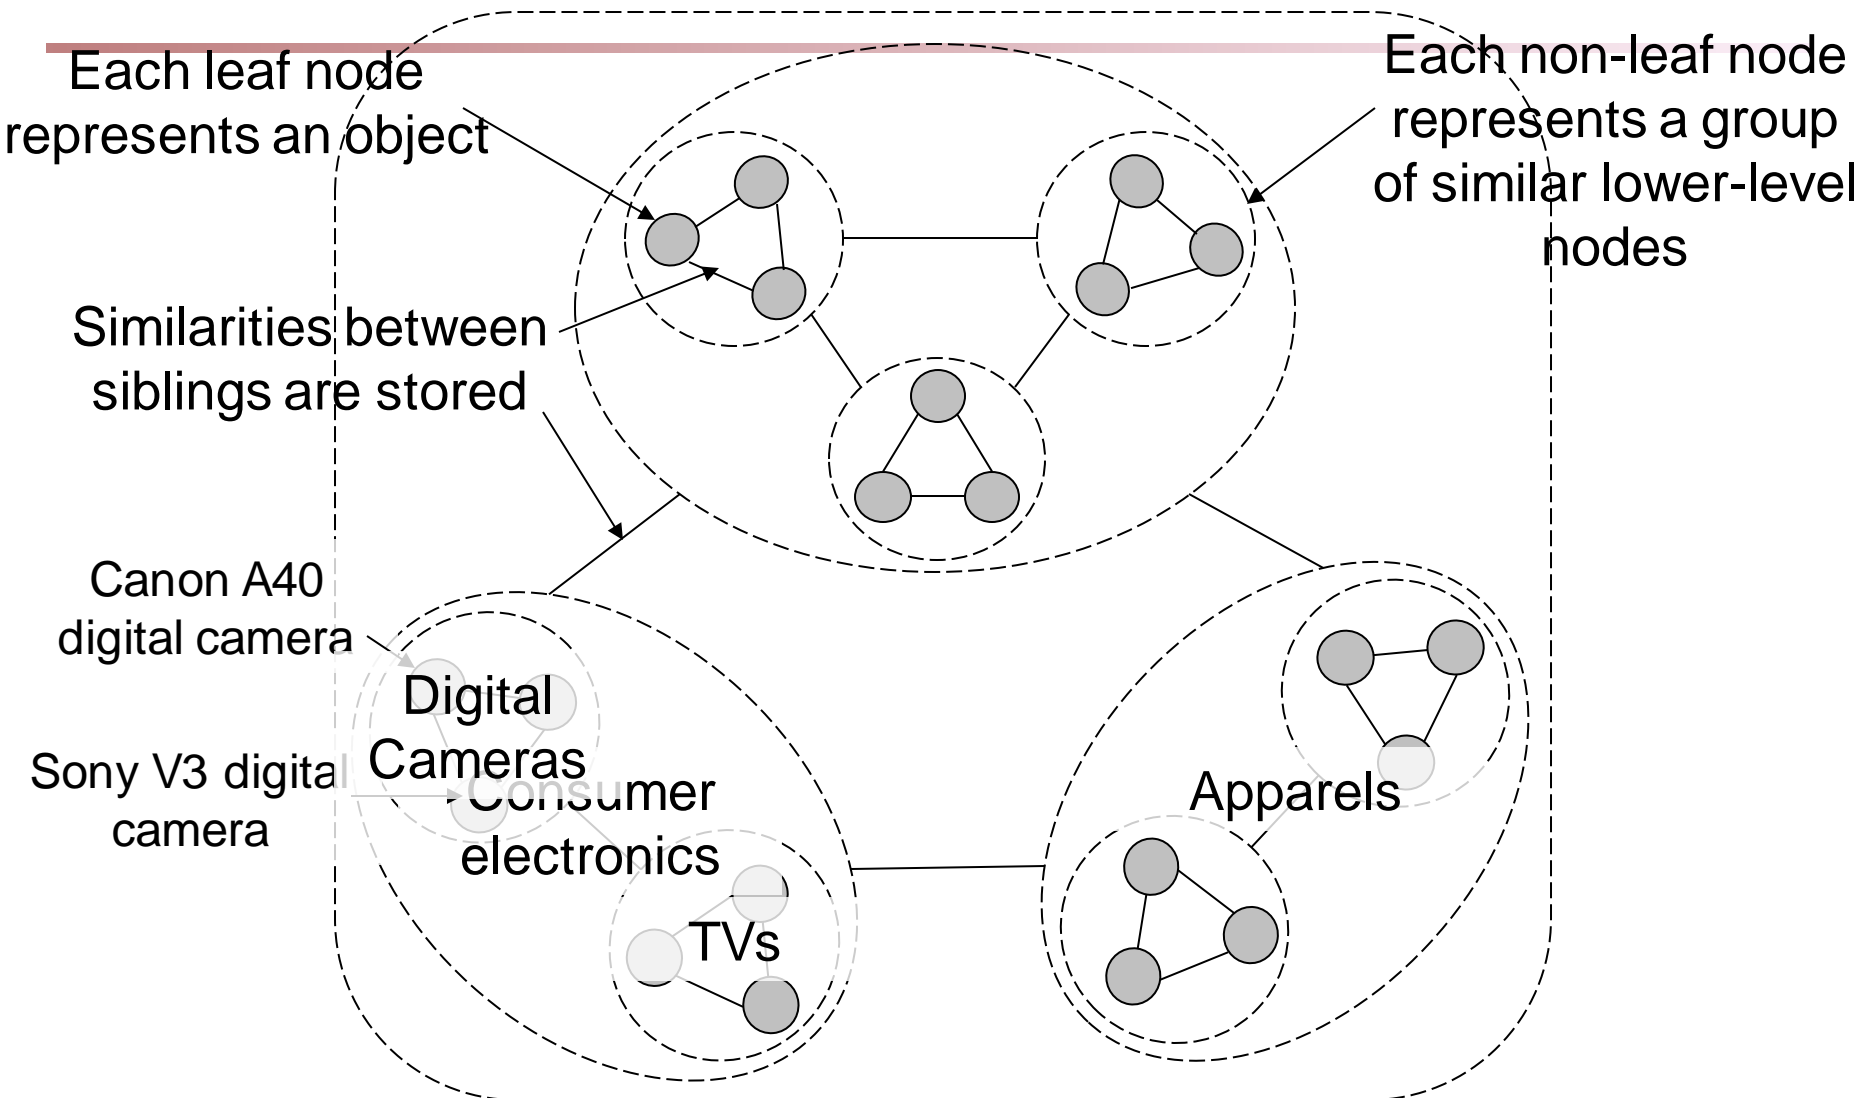 Each leaf node
represents an object
Each non-leaf node
represents a group
of similar lower-level
nodes
Similarities between
siblings are stored
Canon A40
digital camera
Digital
Cameras
Sony V3 digital
camera
Consumer
electronics
Apparels
TVs